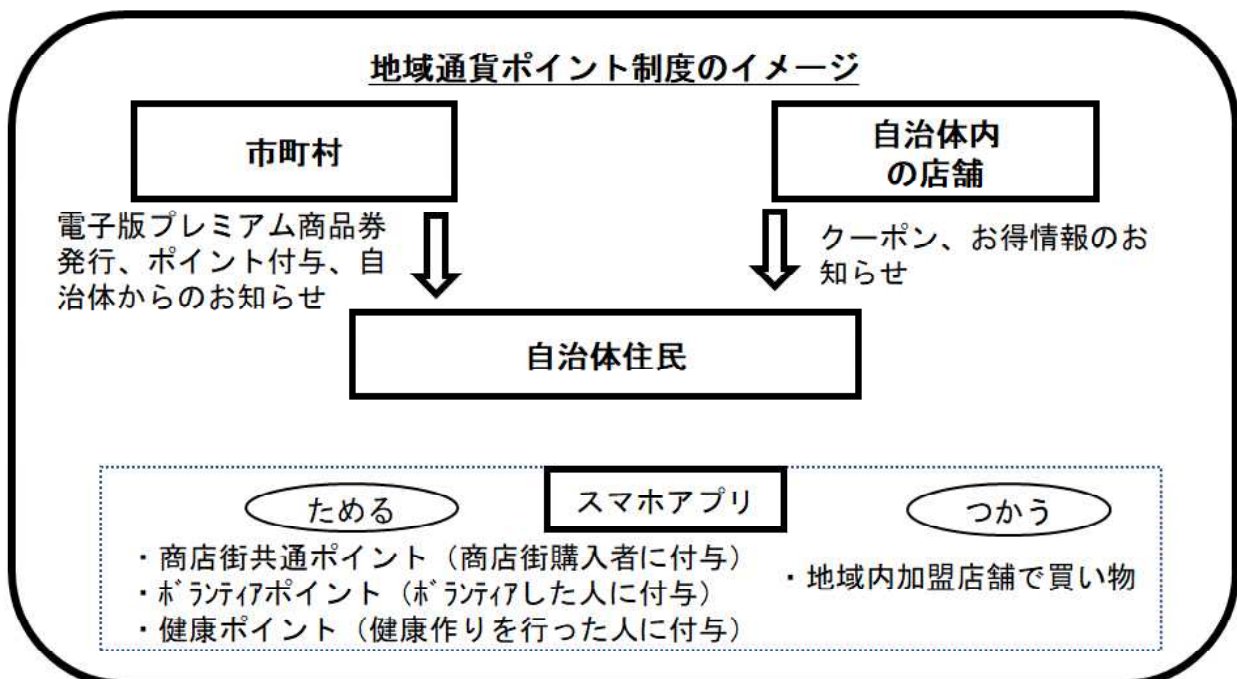 地域通貨ポイント制度のイメージ
市町村
自治体内
の店舗
電子版プレミアム商品券
発行、ポイント付与、自
治体からのお知らせ
クーポン、お得情報のお
知らせ
自治体住民
スマホアプリ
ためる
・商店街共通ポイント（商店街購入者に付与）
・ﾎﾞﾗﾝﾃｨｱポイント（ﾎﾞﾗﾝﾃｨｱした人に付与）
・健康ポイント（健康作りを行った人に付与）
つかう
・地域内加盟店舗で買い物